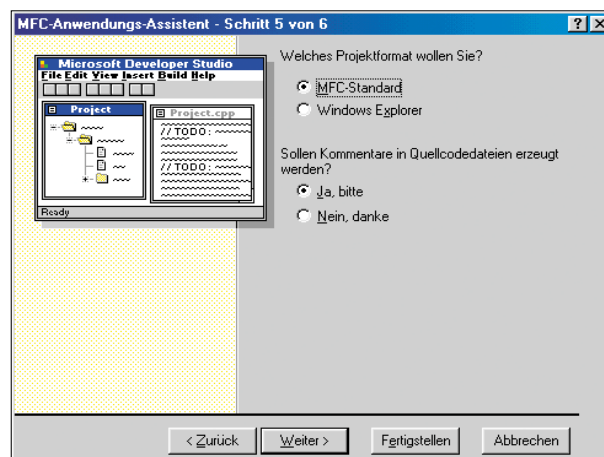 MFC-Anwendungs-Assistent - Schritt 5 von 6
Microsoft Developer Studio
File Edit View Insert Build Help
Project
Project.cpp
// TODO:
// TODO:
Ready
Welches Projektformat wollen Sie?
MFC-Standard
Windows Explorer
Sollen Kommentare in Quellcodedateien erzeugt
werden?
Ja, bitte
Nein, danke
< Zurück
Weiter >
Fertigstellen
Abbrechen